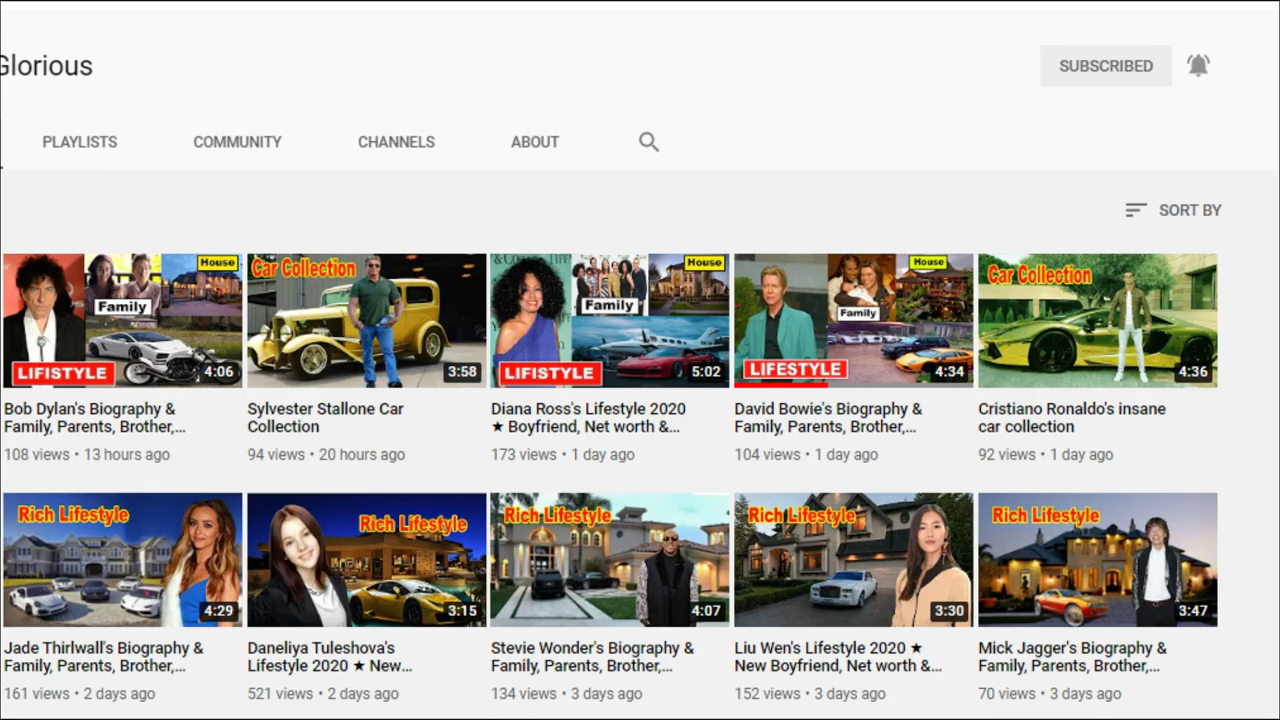 Glorious
SUBSCRIBED
PLAYLISTS COMMUNITY CHANNELS ABOUT
SORT BY
House
Family
LIFISTYLE
4:06
Car Collection
3:58
House
Family
LIFISTYLE
5:02
House
Family
LIFESTYLE
4:34
Car Collection
4:36
Bob Dylan's Biography &
Family, Parents, Brother,...
108 views • 13 hours ago
Sylvester Stallone Car
Collection
94 views • 20 hours ago
Diana Ross's Lifestyle 2020
★ Boyfriend, Net worth &...
173 views • 1 day ago
David Bowie's Biography &
Family, Parents, Brother,...
104 views • 1 day ago
Cristiano Ronaldo's insane
car collection
92 views • 1 day ago
Rich Lifestyle
4:29
Rich Lifestyle
3:15
Rich Lifestyle
4:07
Rich Lifestyle
3:30
Rich Lifestyle
3:47
Jade Thirlwall's Biography &
Family, Parents, Brother,...
161 views • 2 days ago
Daneliya Tuleshova's
Lifestyle 2020 ★ New...
521 views • 2 days ago
Stevie Wonder's Biography &
Family, Parents, Brother,...
134 views • 3 days ago
Liu Wen's Lifestyle 2020 ★
New Boyfriend, Net worth &...
152 views • 3 days ago
Mick Jagger's Biography &
Family, Parents, Brother,...
70 views • 3 days ago